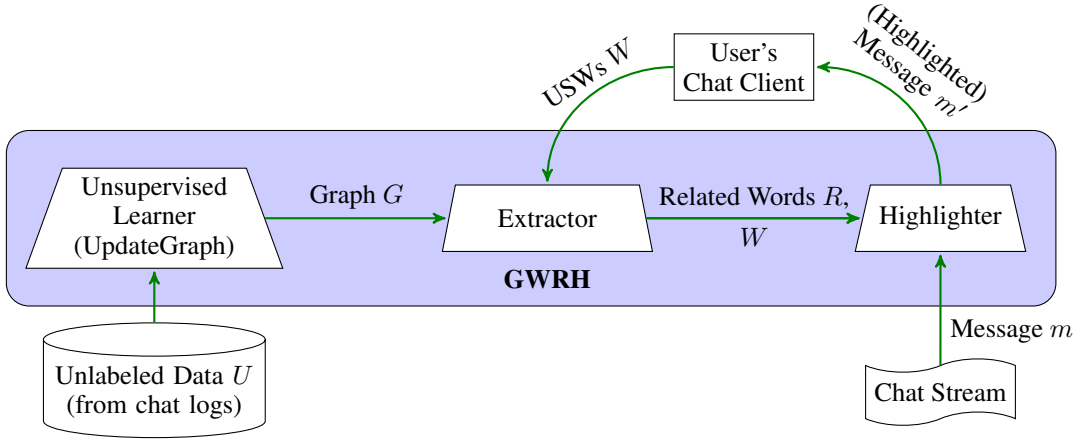 (Highlighted)
Message m′
USWs W
User's
Chat Client
Unsupervised
Learner
(UpdateGraph)
Graph G
Extractor
Related Words R,
W
Highlighter
GWRH
Message m
Unlabeled Data U
(from chat logs)
Chat Stream